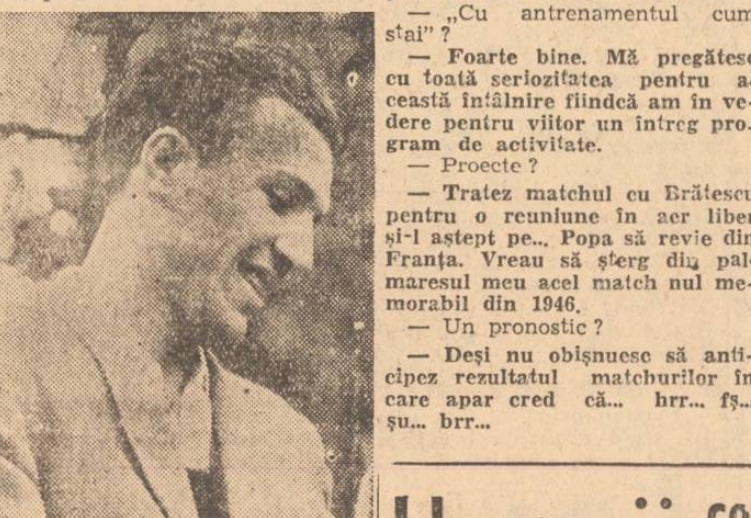 — „Cu antrenamentul cum
stai” ?
— Foarte bine. Mă pregătesc
cu toată seriozitatea pentru a-
ceastă întâlnire fiindcă am în ve-
dere pentru viitor un întreg pro-
gram de activitate.
— Proecte ?
— Tratez matchul cu Brătescu
pentru o reuniune în aer liber
și-l aștept pe... Popa să revie din
Franța. Vreau să șterg din pal-
maresul meu acel match nul me-
morabil din 1946.
— Un pronostic ?
— Deși nu obișnuesc să anti-
cipez rezultatul matchurilor în
care apar cred că... hrr... fș...
șu... brr...